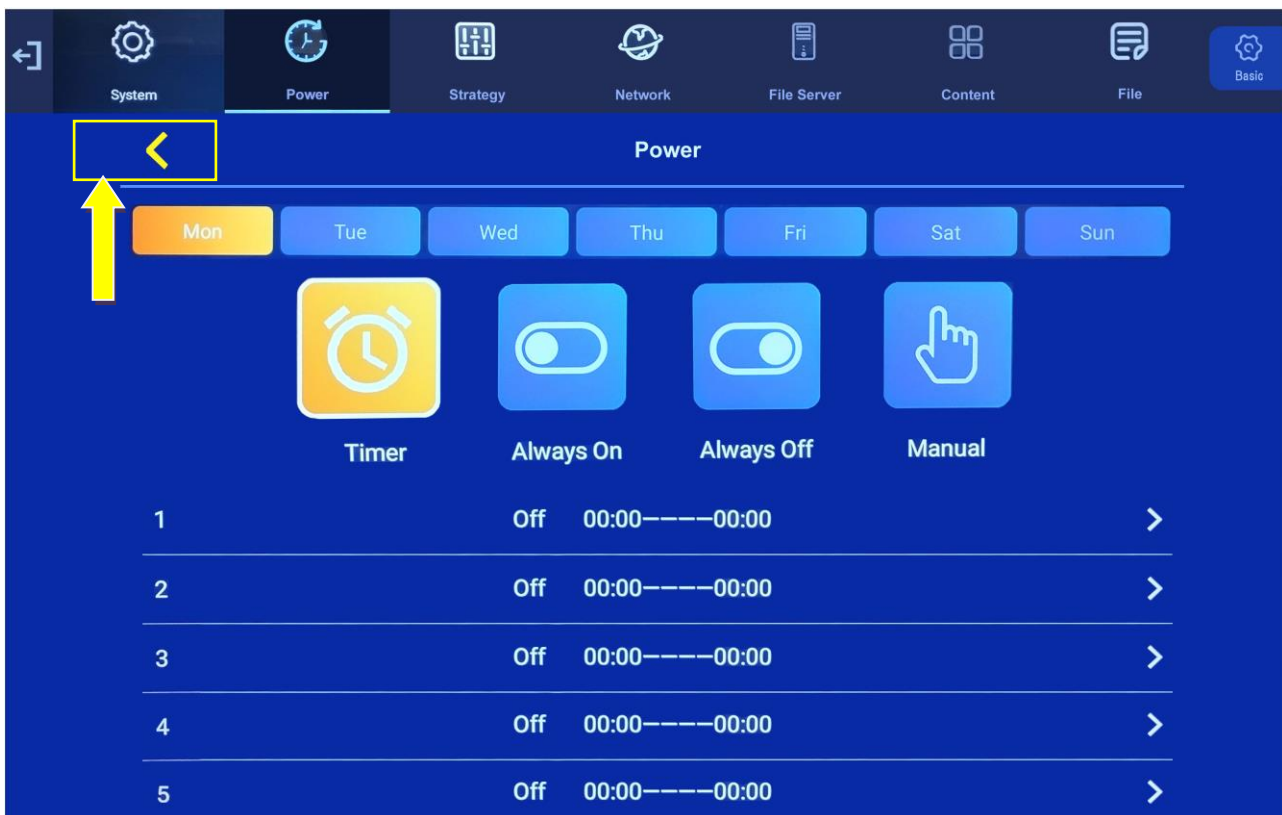 System Power Strategy Network File Server Content File Basic
Power
Mon Tue Wed Thu Fri Sat Sun
Timer Always On Always Off Manual
1 Off 00:00————00:00
2 Off 00:00————00:00
3 Off 00:00————00:00
4 Off 00:00————00:00
5 Off 00:00————00:00